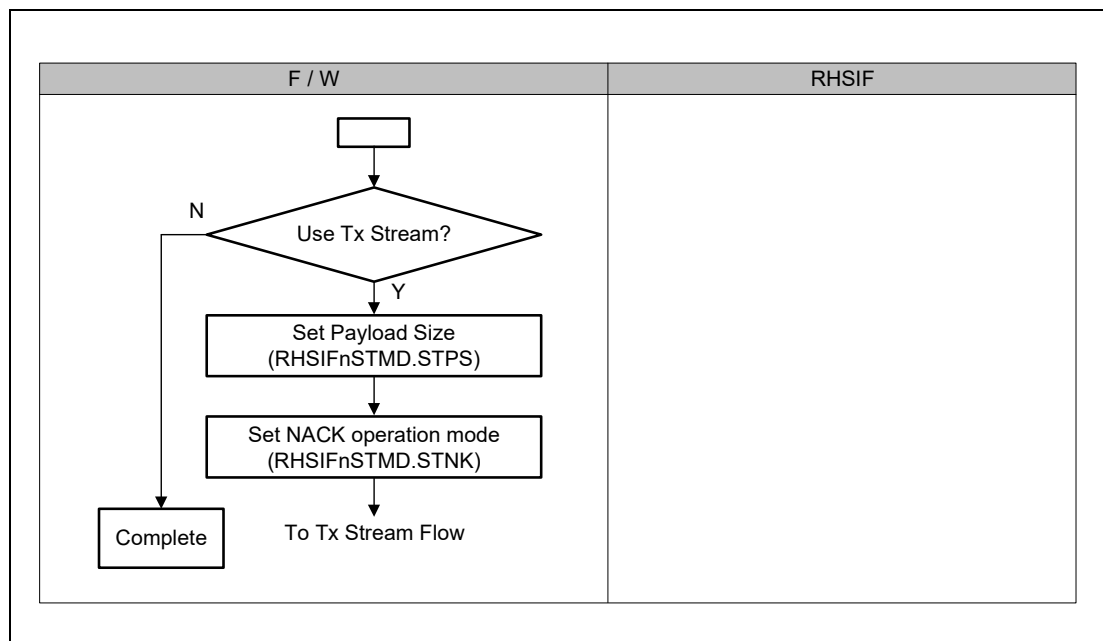 F / W
RHSIF
Use Tx Stream?
N
Y
Set Payload Size
(RHSIFnSTMD.STPS)
Set NACK operation mode
(RHSIFnSTMD.STNK)
Complete
To Tx Stream Flow